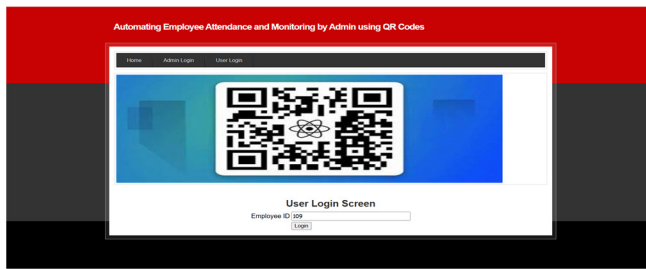 Automating Employee Attendance and Monitoring by Admin using QR Codes
Home Admin Login User Login
User Login Screen
Employee ID 109
Login